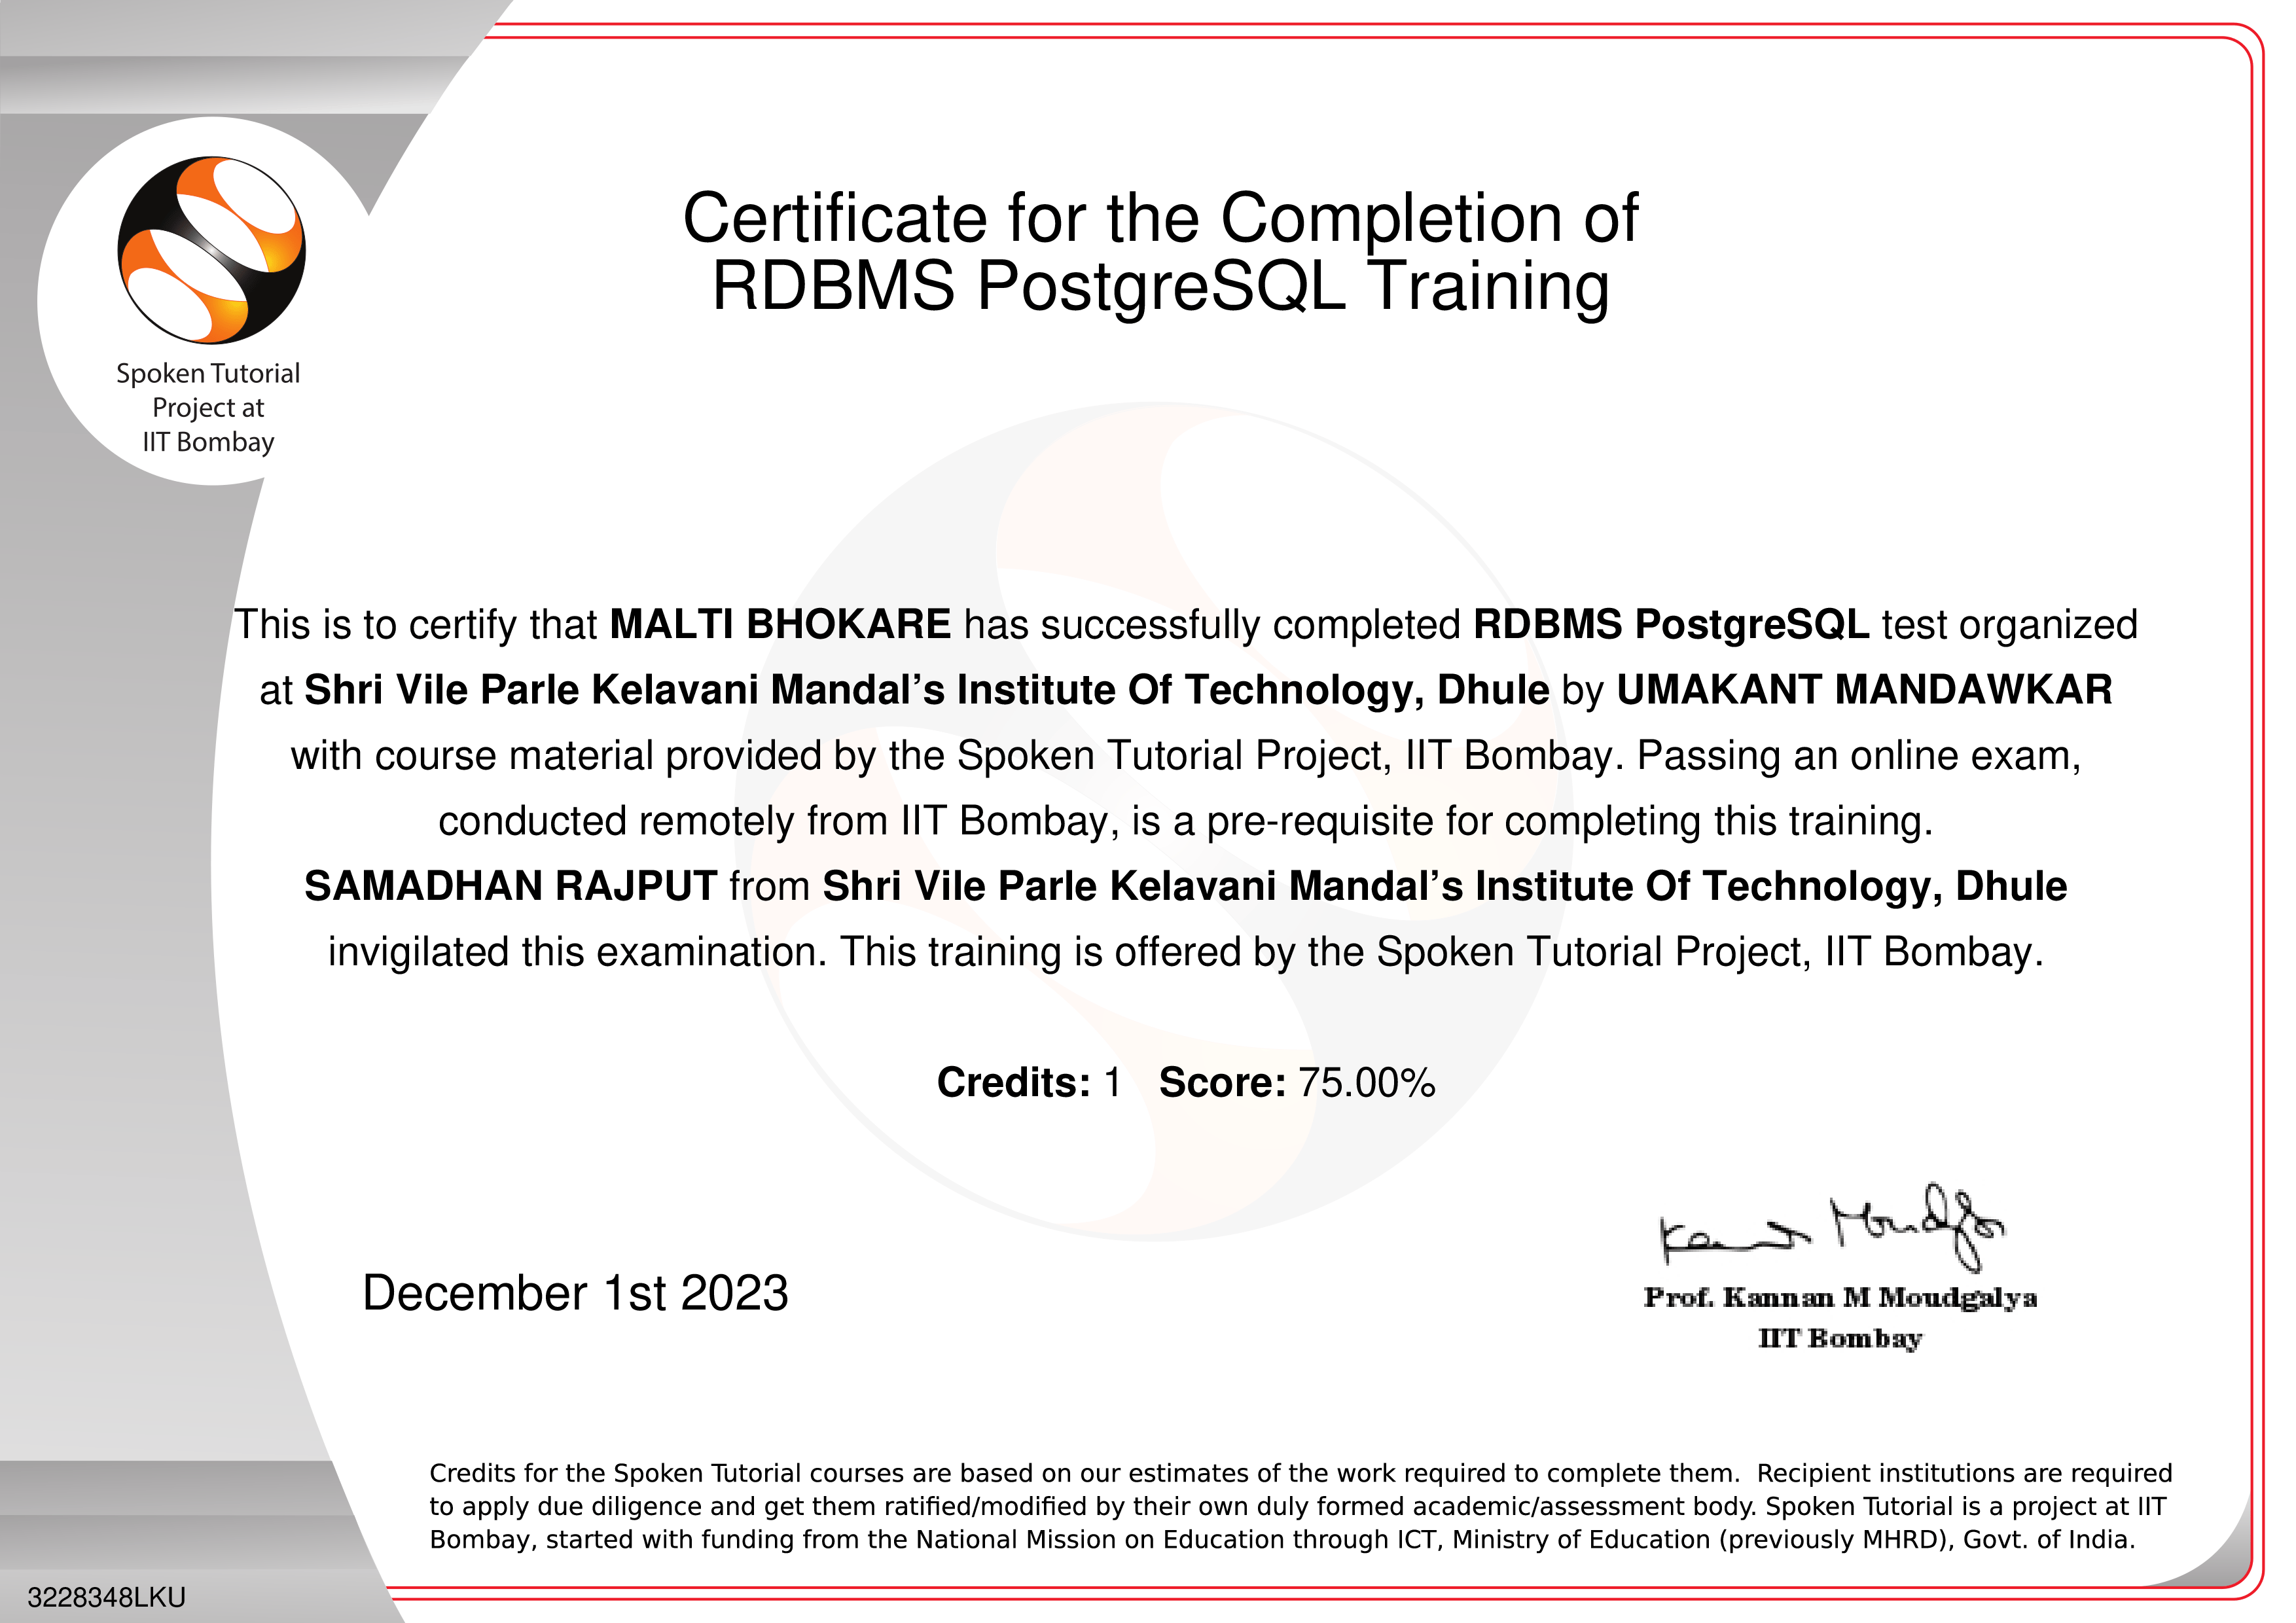 Spoken Tutorial
Project at
IIT Bombay
Certificate for the Completion of
RDBMS PostgreSQL Training
This is to certify that MALTI BHOKARE has successfully completed RDBMS PostgreSQL test organized
at Shri Vile Parle Kelavani Mandal’s Institute Of Technology, Dhule by UMAKANT MANDAWKAR
with course material provided by the Spoken Tutorial Project, IIT Bombay. Passing an online exam,
conducted remotely from IIT Bombay, is a pre-requisite for completing this training.
SAMADHAN RAJPUT from Shri Vile Parle Kelavani Mandal’s Institute Of Technology, Dhule
invigilated this examination. This training is offered by the Spoken Tutorial Project, IIT Bombay.
Credits: 1 Score: 75.00%
December 1st 2023
Prof. Kannan M Moudgalya
IIT Bombay
Credits for the Spoken Tutorial courses are based on our estimates of the work required to complete them. Recipient institutions are required
to apply due diligence and get them ratified/modified by their own duly formed academic/assessment body. Spoken Tutorial is a project at IIT
Bombay, started with funding from the National Mission on Education through ICT, Ministry of Education (previously MHRD), Govt. of India.
3228348LKU